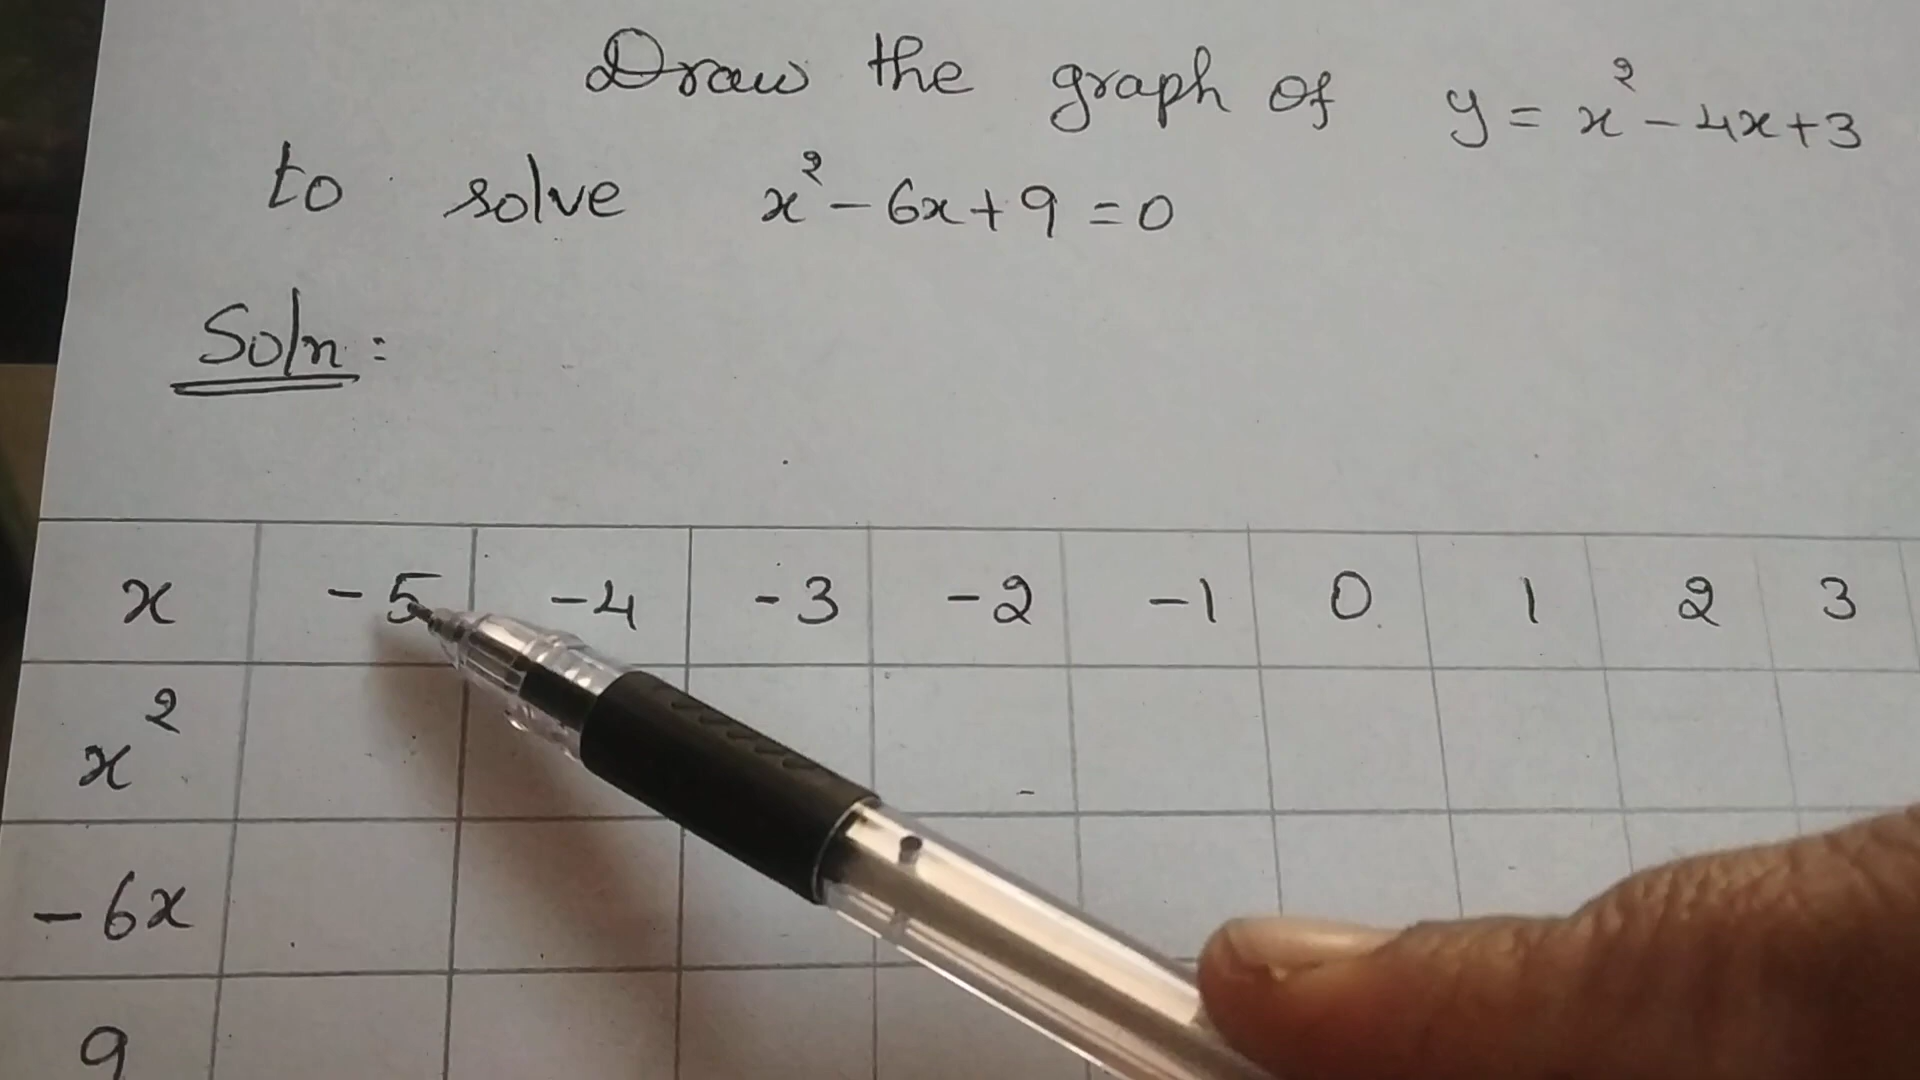 Draw the graph of y = x² - 4x + 3
to solve x² - 6x + 9 = 0
Soln:
x -5 -4 -3 -2 -1 0 1 2 3
x²
-6x
9